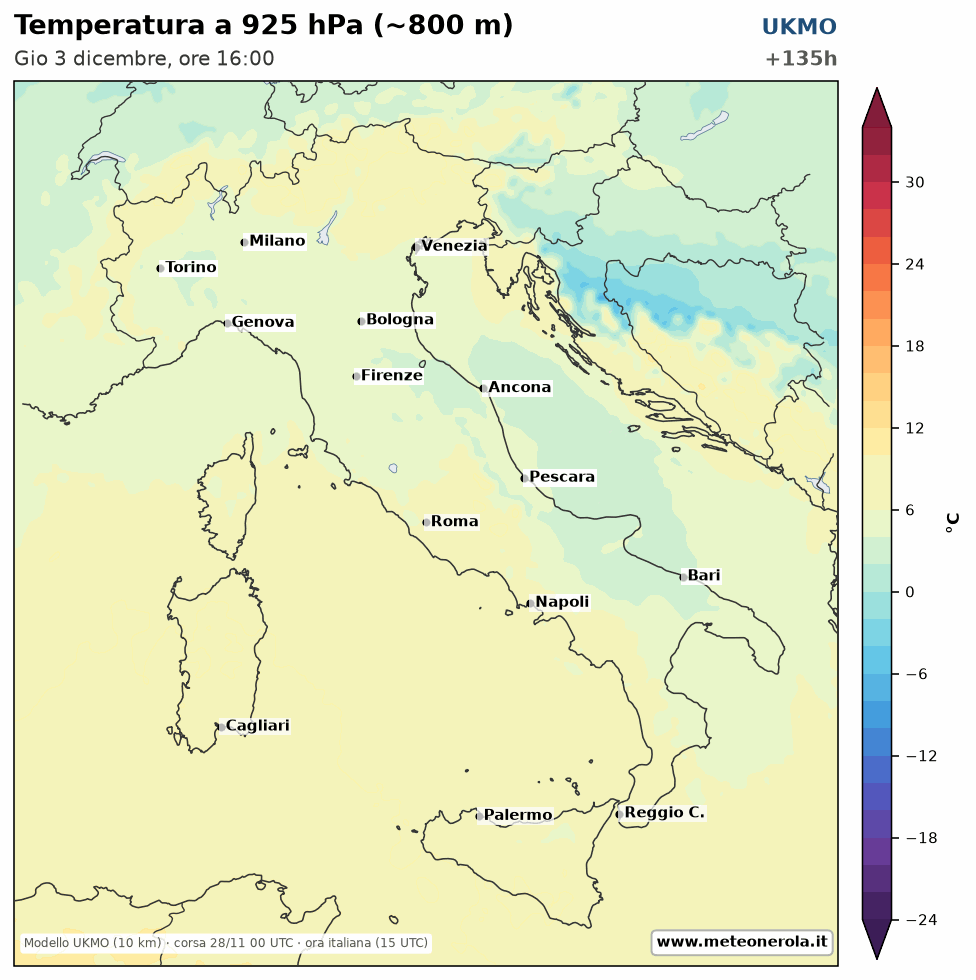 Temperatura a 925 hPa (~800 m)
UKMO
Gio 3 dicembre, ore 16:00
+135h
Milano
Venezia
Torino
Genova
Bologna
Firenze
Ancona
Pescara
Roma
Bari
Napoli
Cagliari
Palermo
Reggio C.
30
24
18
12
6
0
−6
−12
−18
−24
°C
Modello UKMO (10 km) · corsa 28/11 00 UTC · ora italiana (15 UTC)
www.meteonerola.it